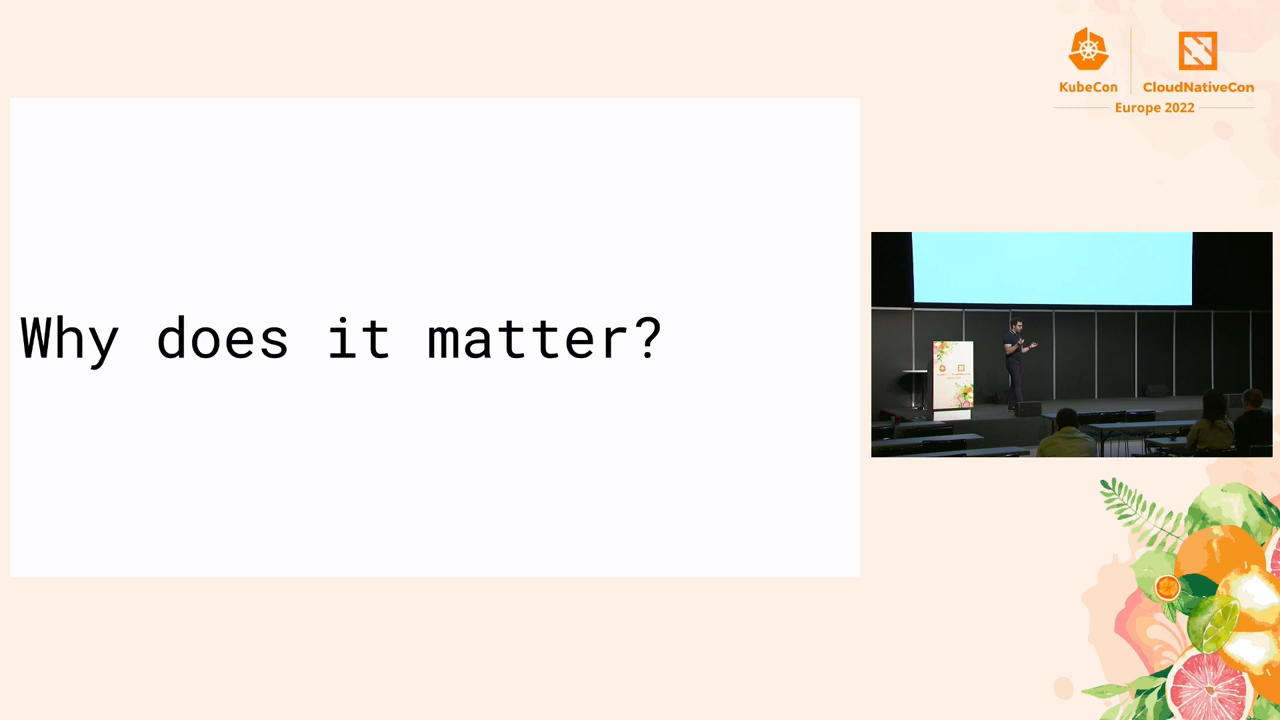 KubeCon
CloudNativeCon
Europe 2022
Why does it matter?